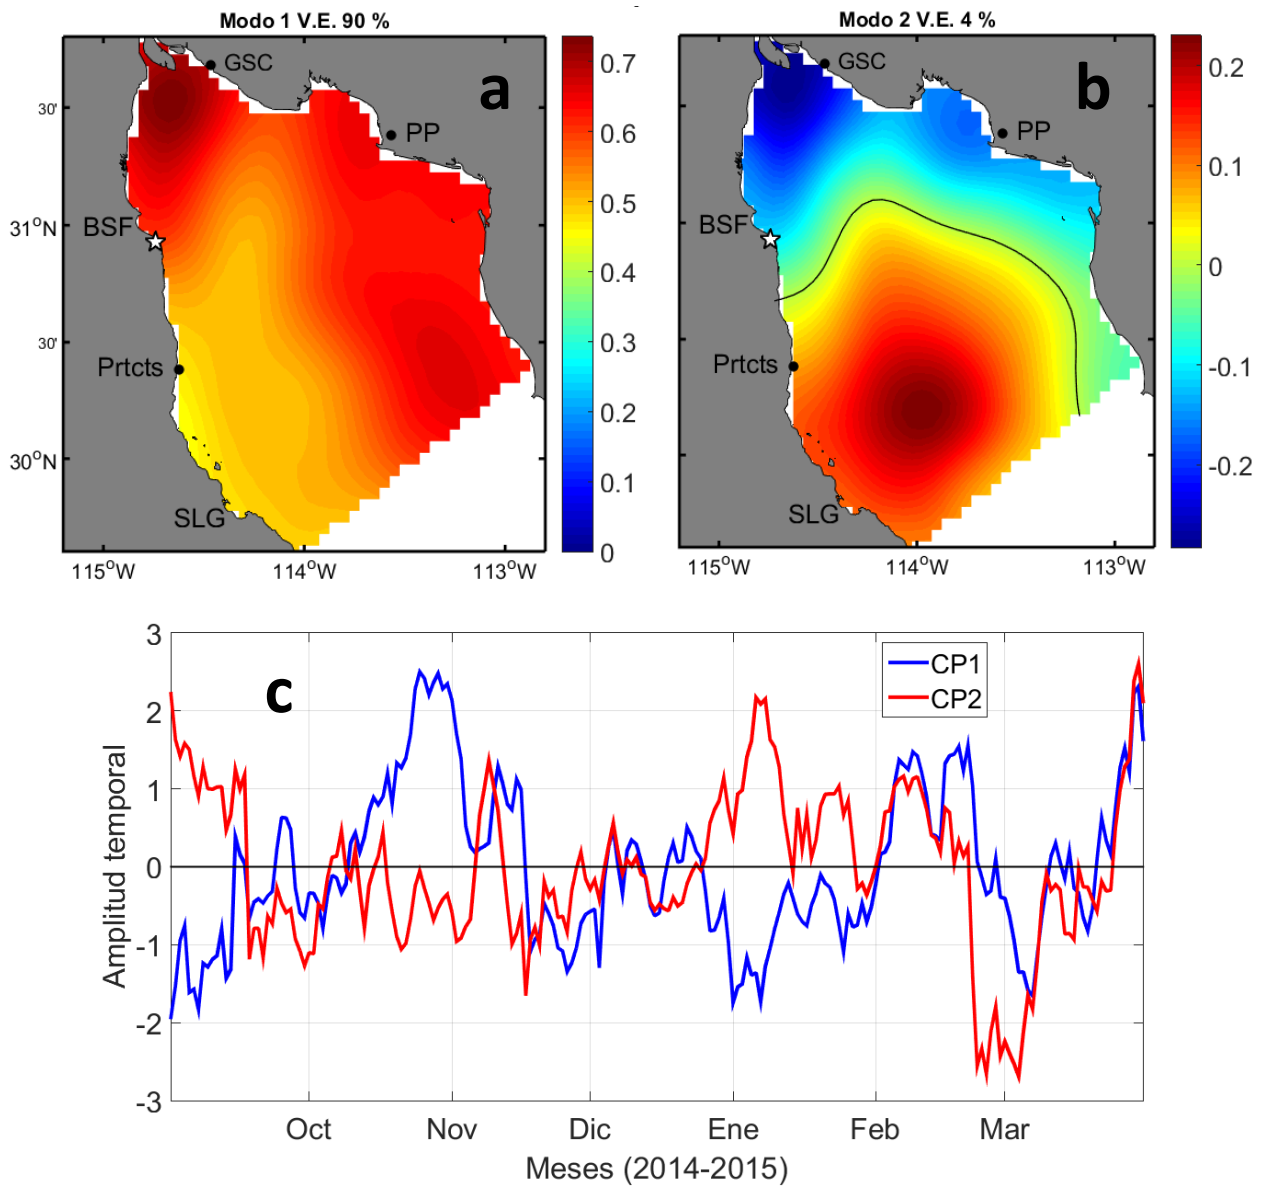 Modo 1 V.E. 90 %
a
GSC
PP
BSF
Prtcts
SLG
30'
31°N
30'
30°N
115°W
114°W
113°W
0.7
0.6
0.5
0.4
0.3
0.2
0.1
0
Modo 2 V.E. 4 %
b
GSC
PP
BSF
Prtcts
SLG
115°W
114°W
113°W
0.2
0.1
0
-0.1
-0.2
c
CP1
CP2
3
2
1
0
-1
-2
-3
Amplitud temporal
Oct
Nov
Dic
Ene
Feb
Mar
Meses (2014-2015)